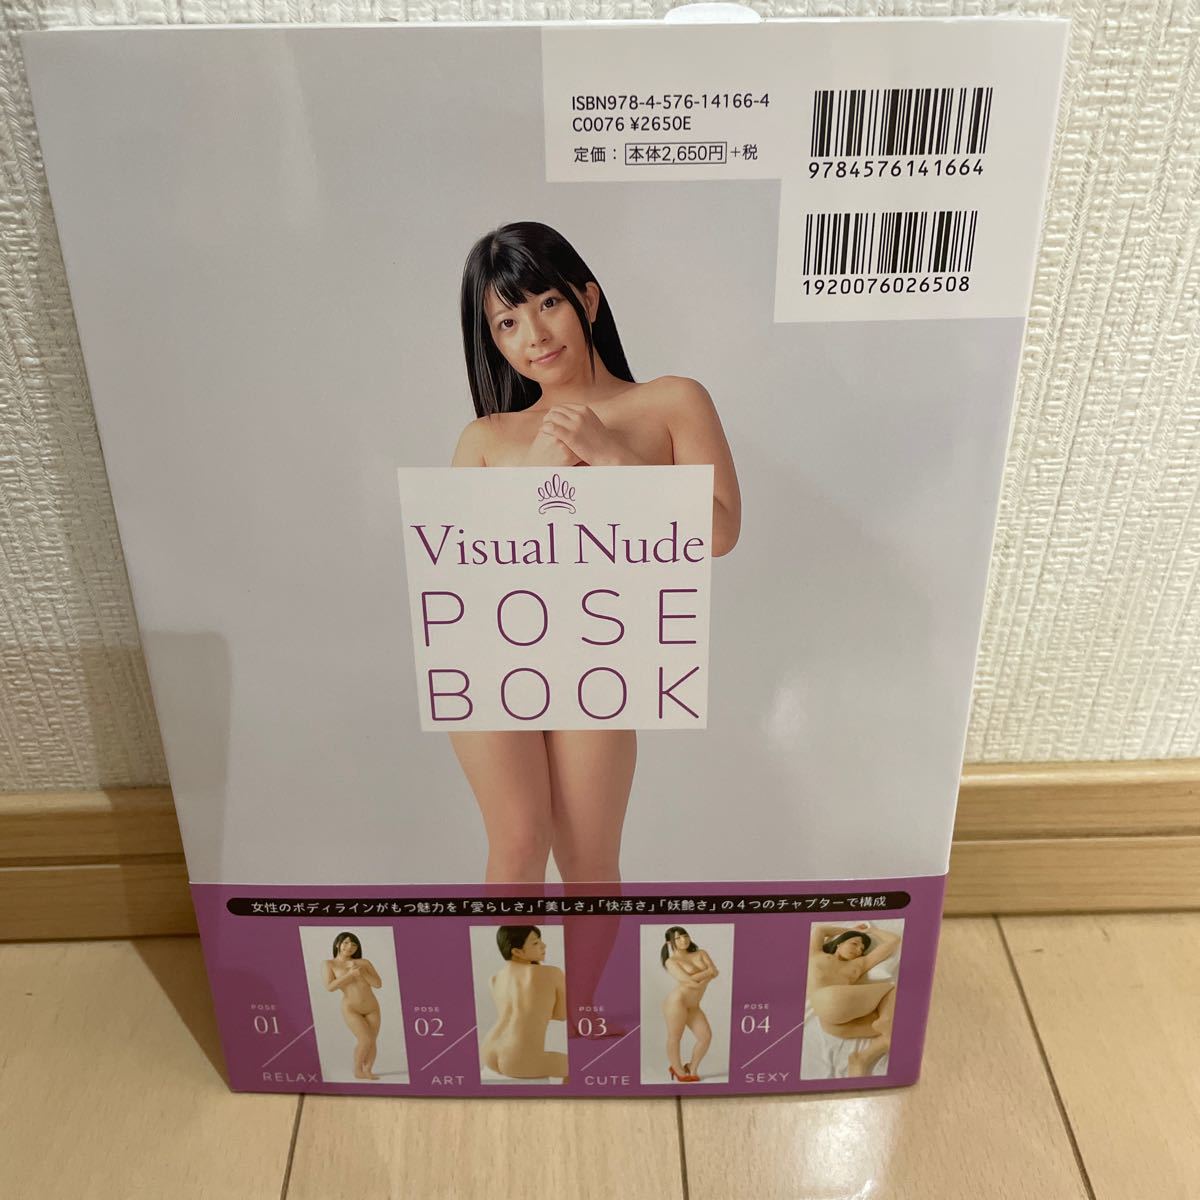 ISBN978-4-576-14166-4
C0076 ¥2650E
定価：本体2,650円+税
9784576141664
1920076026508
Visual Nude
POSE
BOOK
女性のボディラインがもつ魅力を「愛らしさ」「美しさ」「快活さ」「妖艶さ」の4つのチャプターで構成
POSE
01
RELAX
POSE
02
ART
POSE
03
CUTE
POSE
04
SEXY